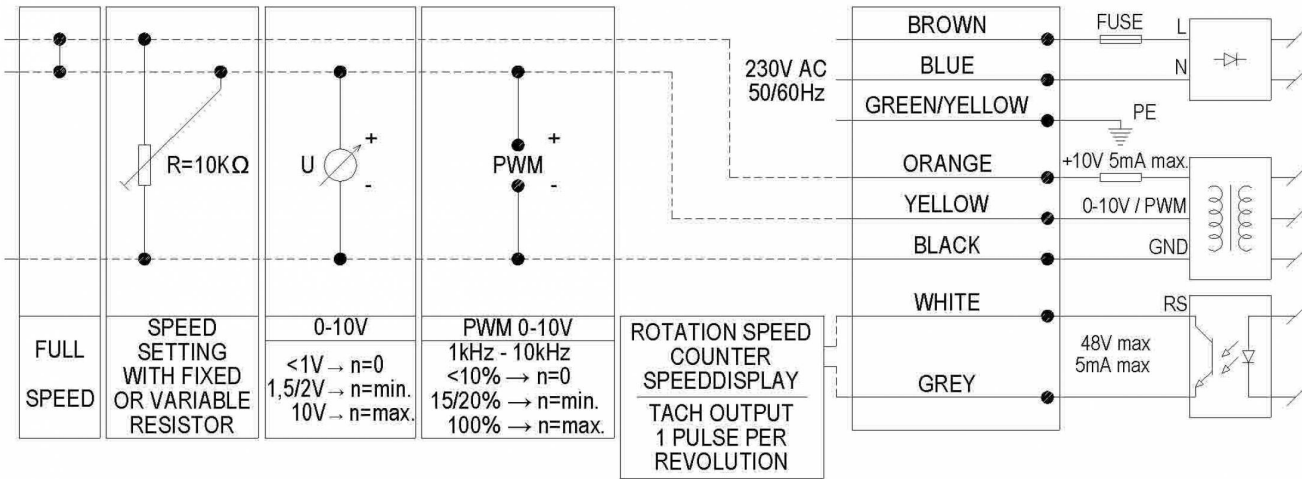 FULL
SPEED
R=10KΩ
SPEED
SETTING
WITH FIXED
OR VARIABLE
RESISTOR
U
+
-
0-10V
<1V → n=0
1,5/2V → n=min.
10V → n=max.
+
PWM
-
PWM 0-10V
1kHz - 10kHz
<10% → n=0
15/20% → n=min.
100% → n=max.
ROTATION SPEED
COUNTER
SPEEDDISPLAY
TACH OUTPUT
1 PULSE PER
REVOLUTION
230V AC
50/60Hz
BROWN
BLUE
GREEN/YELLOW
ORANGE
YELLOW
BLACK
WHITE
GREY
FUSE
L
N
PE
+10V 5mA max.
0-10V / PWM
GND
RS
48V max
5mA max